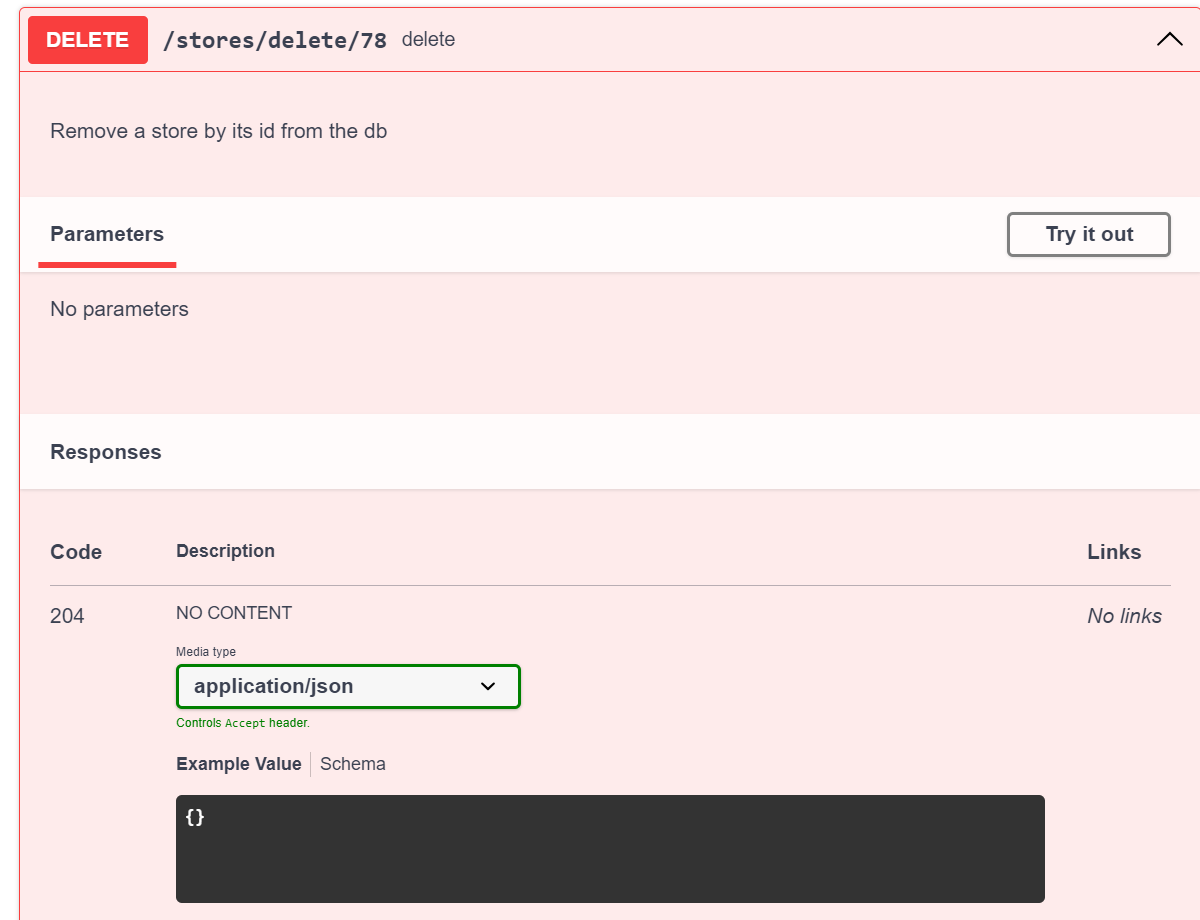 DELETE /stores/delete/78 delete
Remove a store by its id from the db
Parameters Try it out
No parameters
Responses
Code Description Links
204 NO CONTENT No links
Media type
application/json
Controls Accept header.
Example Value Schema
{}